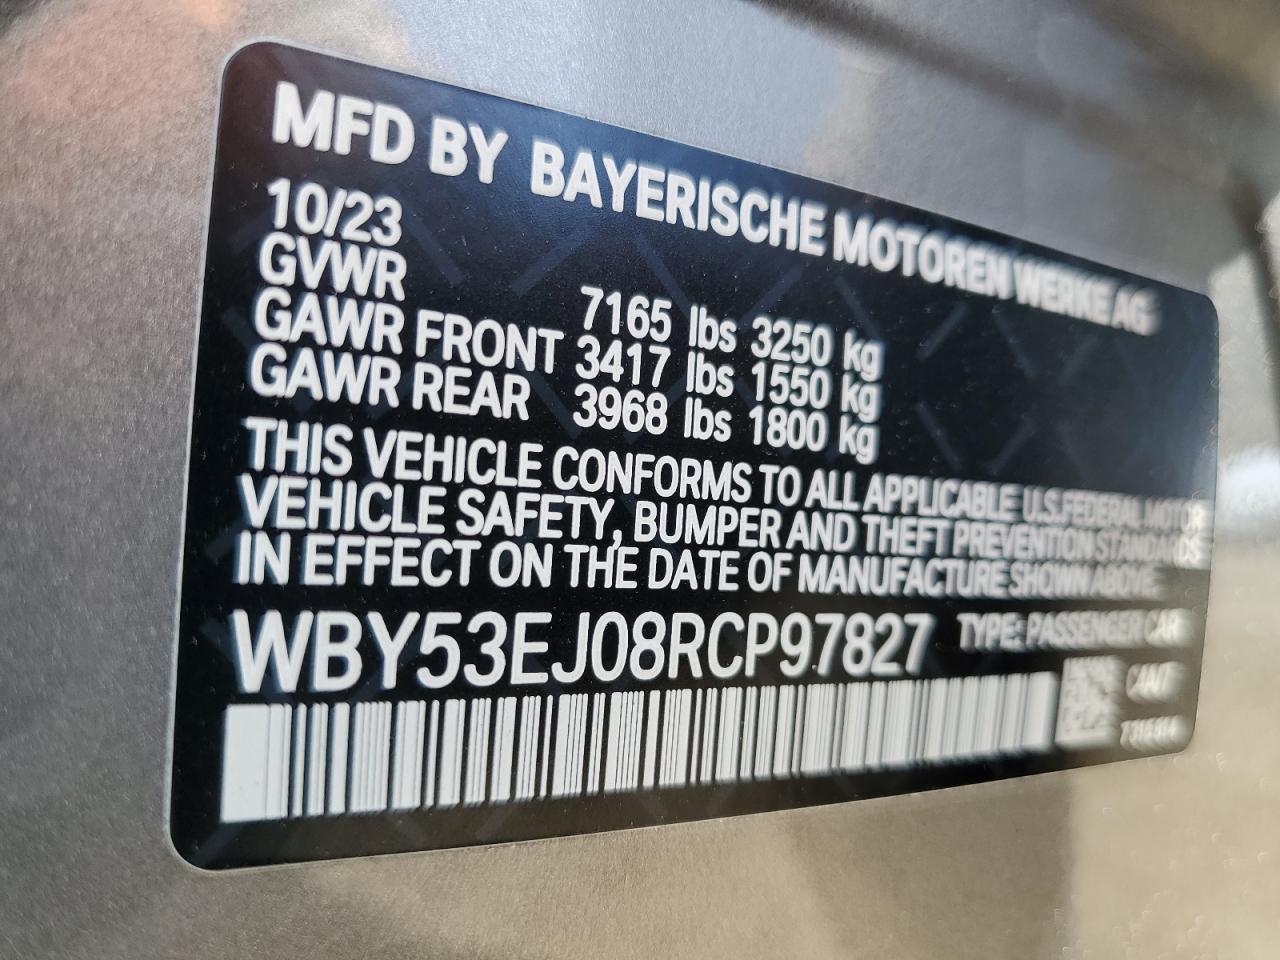 MFD BY BAYERISCHE MOTOREN WERKE AG
10/23
GVWR 7165 lbs 3250 kg
GAWR FRONT 3417 lbs 1550 kg
GAWR REAR 3968 lbs 1800 kg
THIS VEHICLE CONFORMS TO ALL APPLICABLE U.S.FEDERAL MOTOR
VEHICLE SAFETY, BUMPER AND THEFT PREVENTION STANDARDS
IN EFFECT ON THE DATE OF MANUFACTURE SHOWN ABOVE.
WBY53EJ08RCP97827 TYPE: PASSENGER CAR